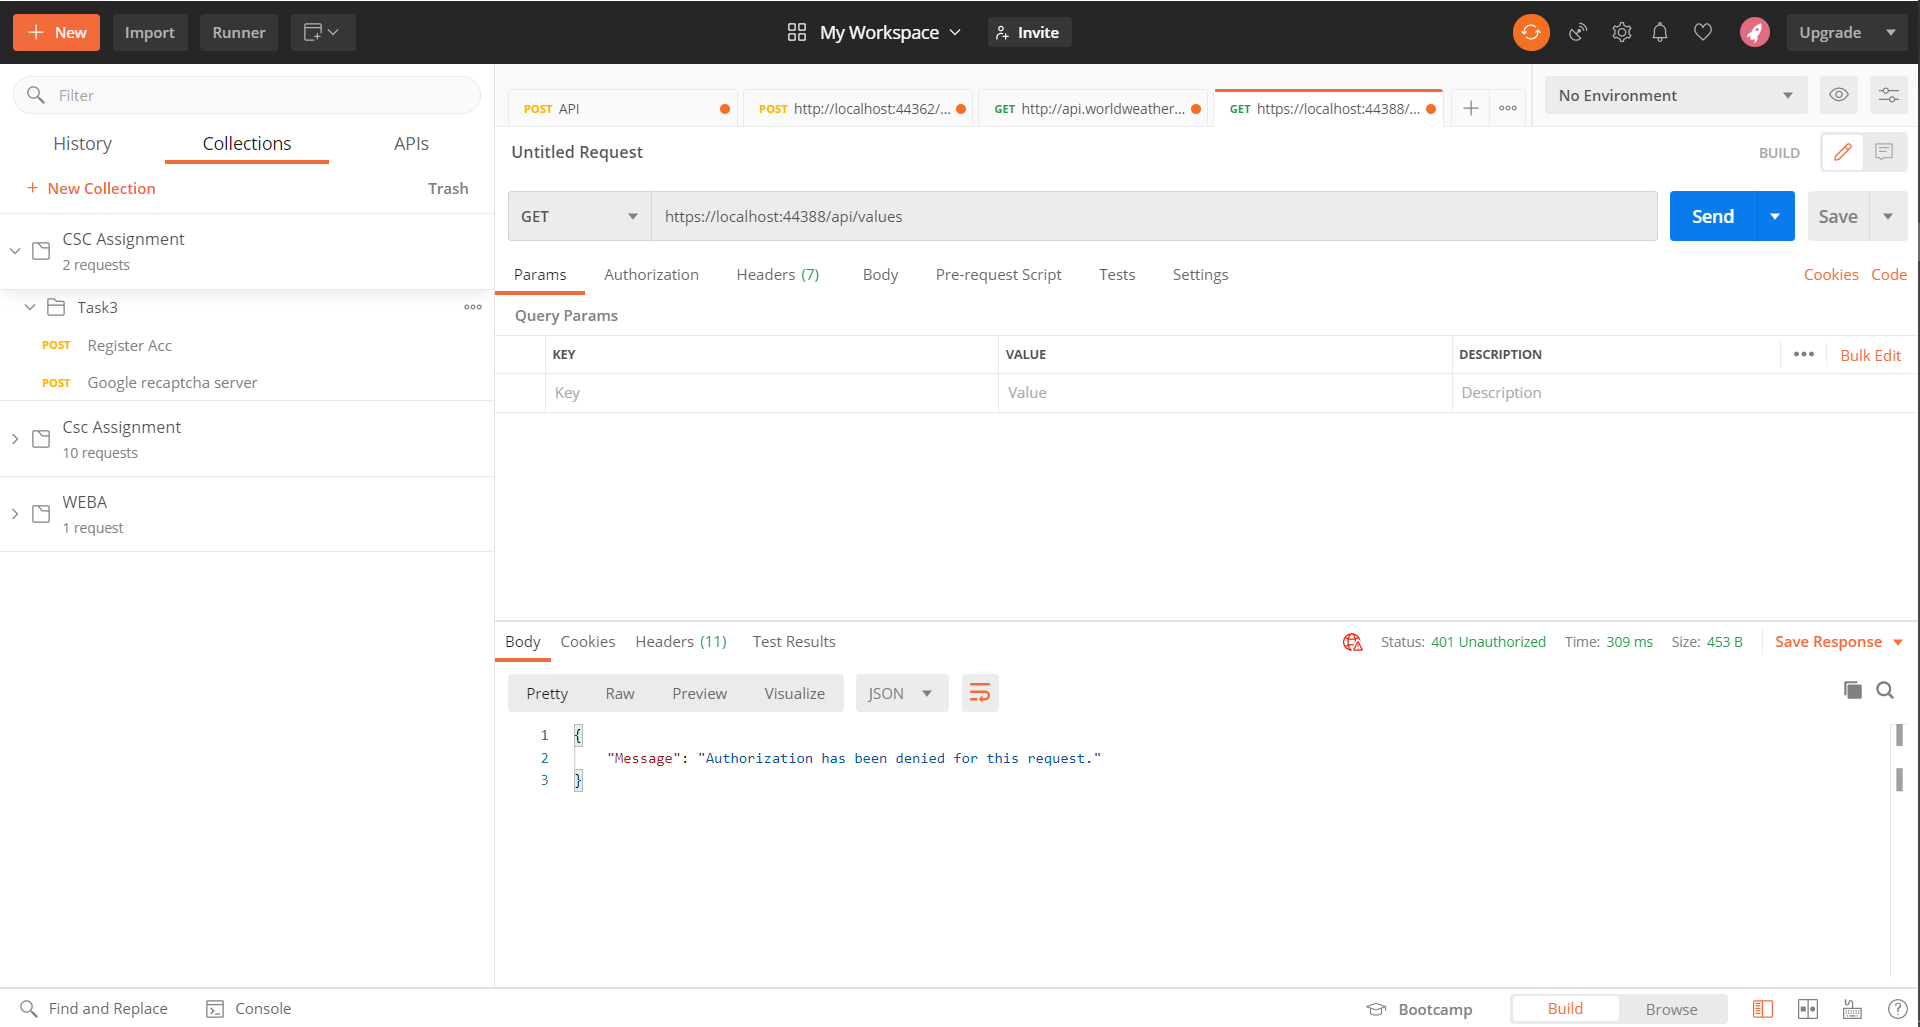 New Import Runner My Workspace Invite Upgrade
Filter
History Collections APIs
New Collection Trash
CSC Assignment
2 requests
Task3
POST Register Acc
POST Google recaptcha server
Csc Assignment
10 requests
WEBA
1 request
POST API POST http://localhost:44362/... GET http://api.worldweather... GET https://localhost:44388/... No Environment
Untitled Request BUILD
GET https://localhost:44388/api/values Send Save
Params Authorization Headers (7) Body Pre-request Script Tests Settings Cookies Code
Query Params
KEY VALUE DESCRIPTION Bulk Edit
Key Value Description
Body Cookies Headers (11) Test Results Status: 401 Unauthorized Time: 309 ms Size: 453 B Save Response
Pretty Raw Preview Visualize JSON
1 {
2 "Message": "Authorization has been denied for this request."
3 }
Find and Replace Console Bootcamp Build Browse